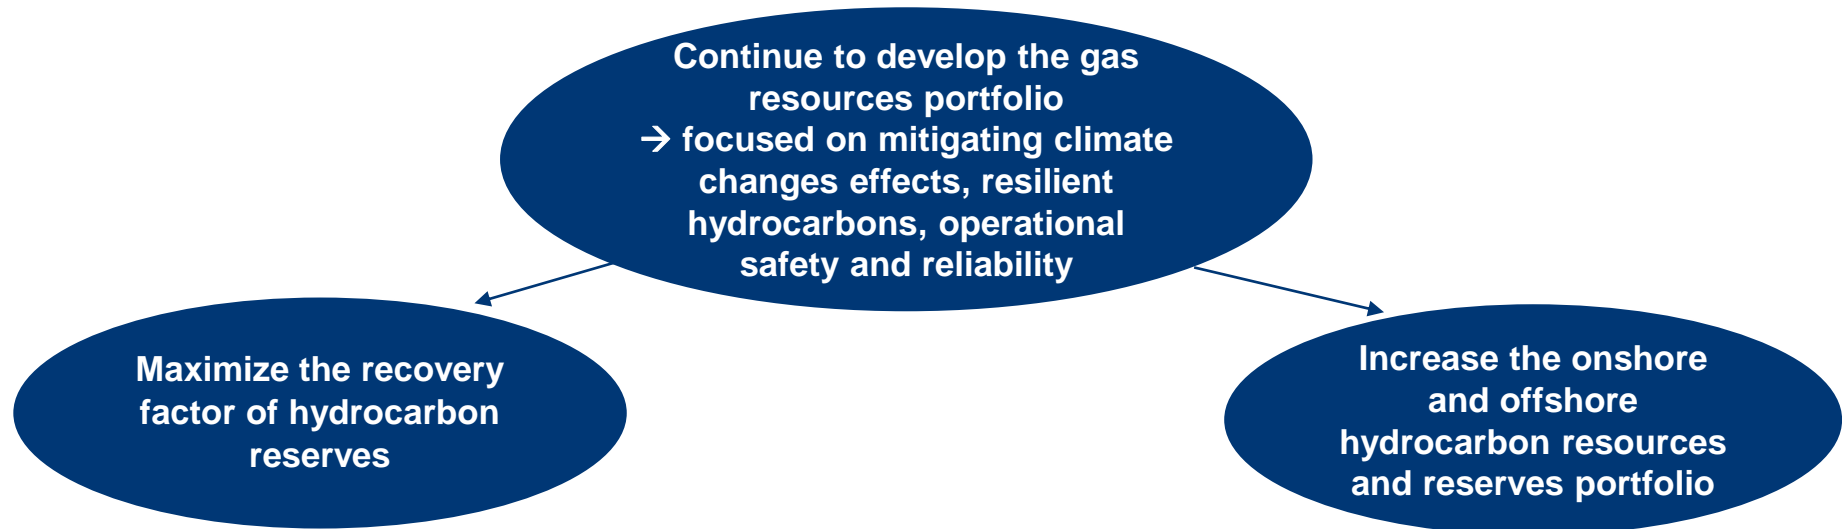 Continue to develop the gas
resources portfolio
→ focused on mitigating climate
changes effects, resilient
hydrocarbons, operational
safety and reliability
Maximize the recovery
factor of hydrocarbon
reserves
Increase the onshore
and offshore
hydrocarbon resources
and reserves portfolio